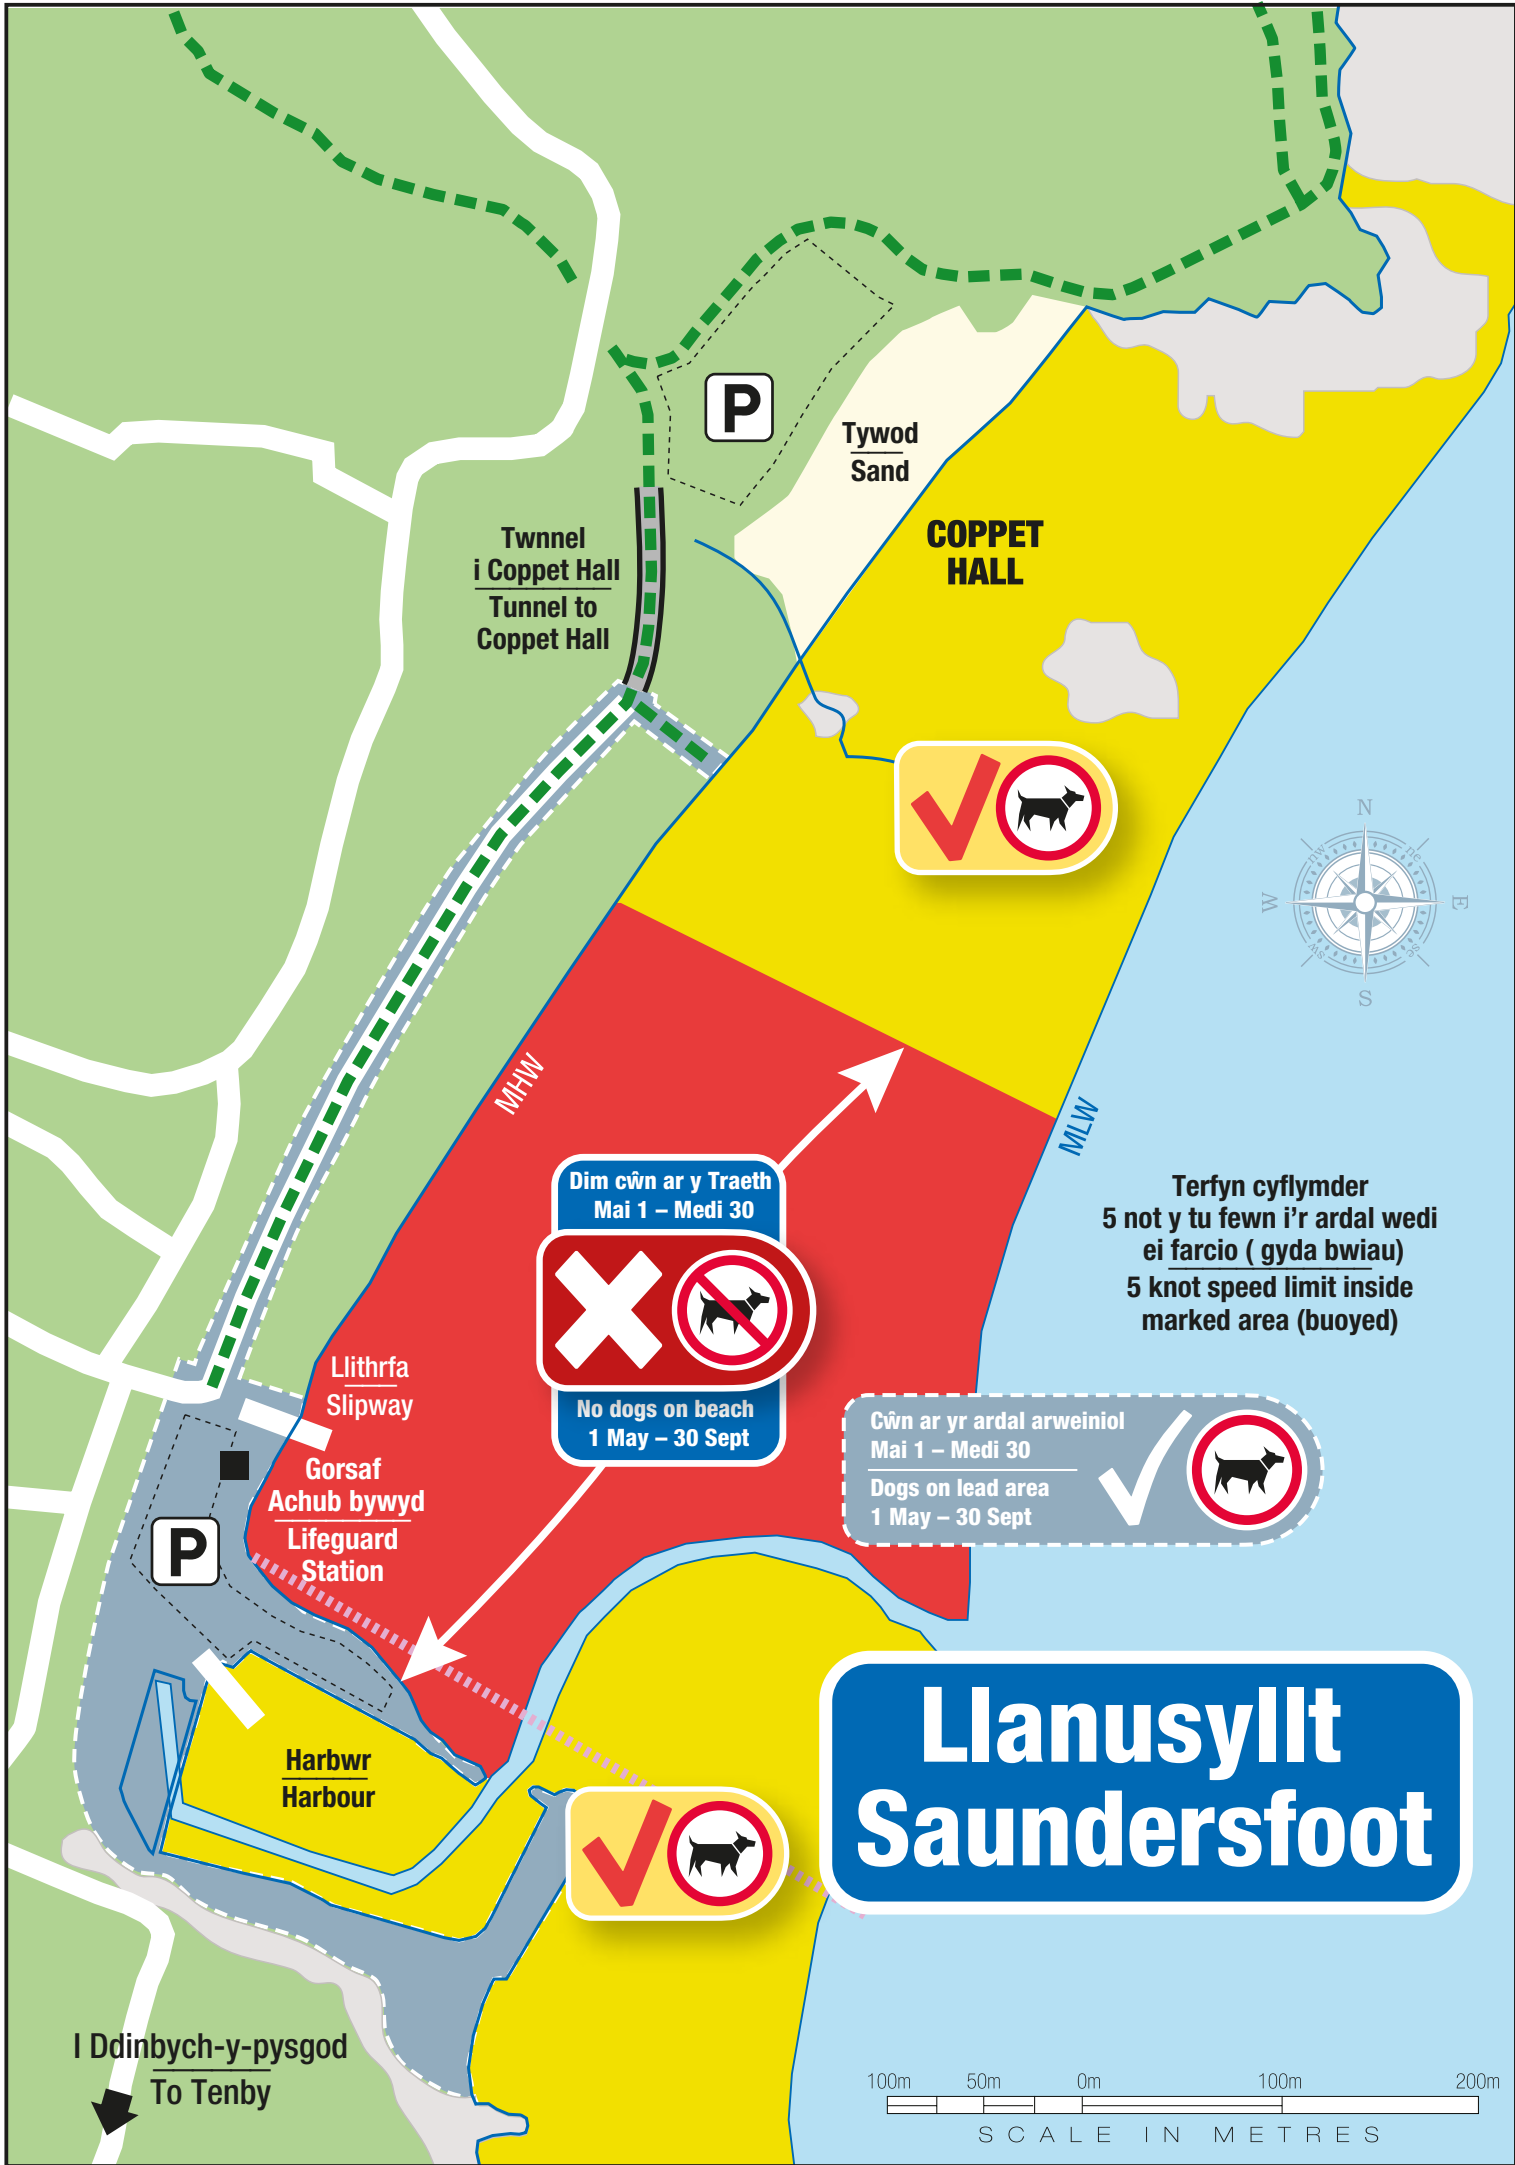 P
Tywod
Sand
COPPET
HALL
Twnnel
i Coppet Hall
Tunnel to
Coppet Hall
N
nw
ne
W
E
sw
se
S
MHW
MLW
Dim cŵn ar y Traeth
Mai 1 – Medi 30
No dogs on beach
1 May – 30 Sept
Terfyn cyflymder
5 not y tu fewn i'r ardal wedi
ei farcio ( gyda bwiau)
5 knot speed limit inside
marked area (buoyed)
Llithrfa
Slipway
Gorsaf
Achub bywyd
Lifeguard
Station
P
Cŵn ar yr ardal arweiniol
Mai 1 – Medi 30
Dogs on lead area
1 May – 30 Sept
Harbwr
Harbour
Llanusyllt
Saundersfoot
I Ddinbych-y-pysgod
To Tenby
100m 50m 0m 100m 200m
SCALE IN METRES